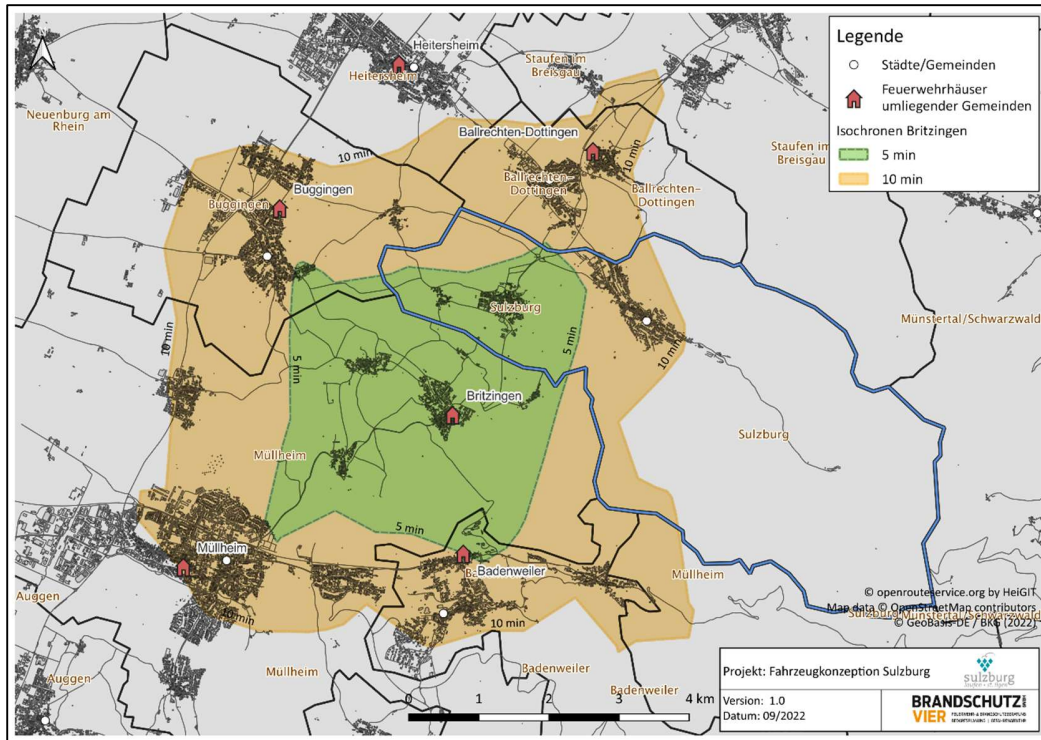 Heitersheim
Heitersheim
Staufen im
Breisgau
Neuenburg am
Rhein
10 min
Ballrechten-Dottingen
10 min
Staufen im
Breisgau
Buggingen
Buggingen
Ballrechten-
Dottingen
Ballrechten-
Dottingen
Legende
Städte/Gemeinden
Feuerwehrhäuser
umliegender Gemeinden
Isochronen Britzingen
5 min
10 min
Sulzburg
Münstertal/Schwarzwald
10 min
5 min
5 min
10 min
Britzingen
Sulzburg
Müllheim
5 min
Müllheim
Badenweiler
Müllheim
Auggen
10 min
10 min
© openrouteservice.org by HeiGIT
Map data © OpenStreetMap contributors
Sulzburg Münstertal/Schwarzwald
© GeoBasis-DE / BKG (2022)
Müllheim
Badenweiler
Badenweiler
Auggen
0 1 2 3 4 km
Projekt: Fahrzeugkonzeption Sulzburg
sulzburg
Version: 1.0
Datum: 09/2022
BRANDSCHUTZ
VIER